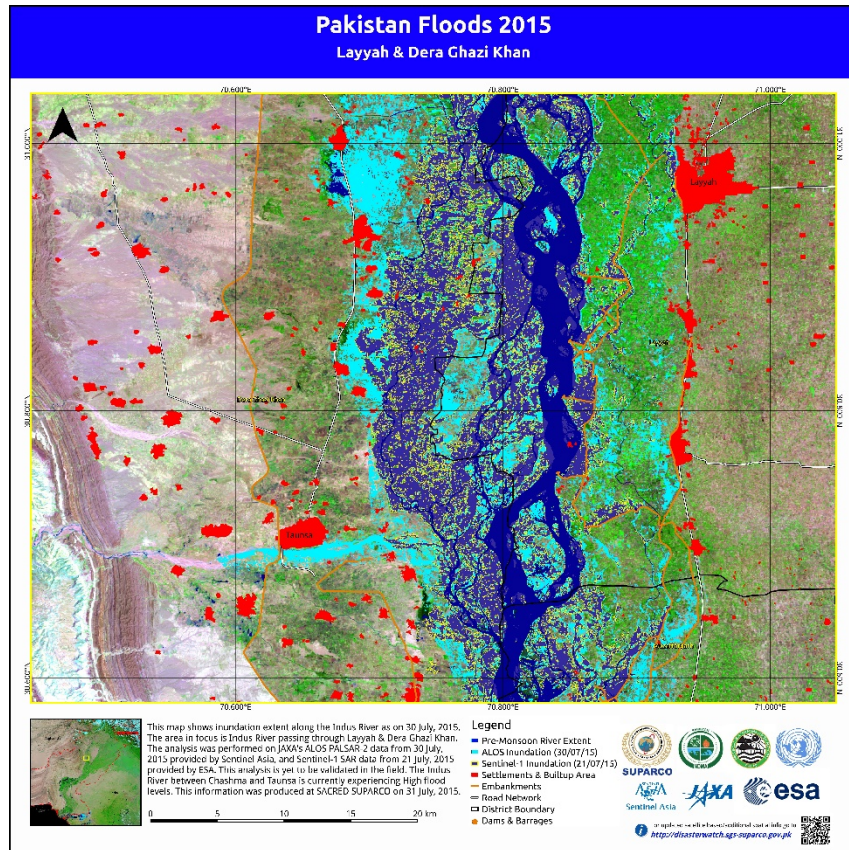 Pakistan Floods 2015
Layyah & Dera Ghazi Khan
70.600°E
70.800°E
71.000°E
31.000°N
31.000°N
Layyah
30.800°N
30.800°N
Taunsa
30.600°N
30.600°N
70.600°E
70.800°E
71.000°E
This map shows inundation extent along the Indus River as on 30 July, 2015.
The area in focus is Indus River passing through Layyah & Dera Ghazi Khan.
The analysis was performed on JAXA's ALOS PALSAR-2 data from 30 July,
2015 provided by Sentinel Asia, and Sentinel-1 SAR data from 21 July, 2015
provided by ESA. This analysis is yet to be validated in the field. The Indus
River between Chashma and Taunsa is currently experiencing High flood
levels. This information was produced at SACRED SUPARCO on 31 July, 2015.
0 5 10 15 20 km
Legend
Pre-Monsoon River Extent
ALOS Inundation (30/07/15)
Sentinel-1 Inundation (21/07/15)
Settlements & Builtup Area
Embankments
Road Network
District Boundary
Dams & Barrages
SUPARCO
Sentinel Asia
JAXA
esa
http://disasterwatch.sgs-suparco.gov.pk